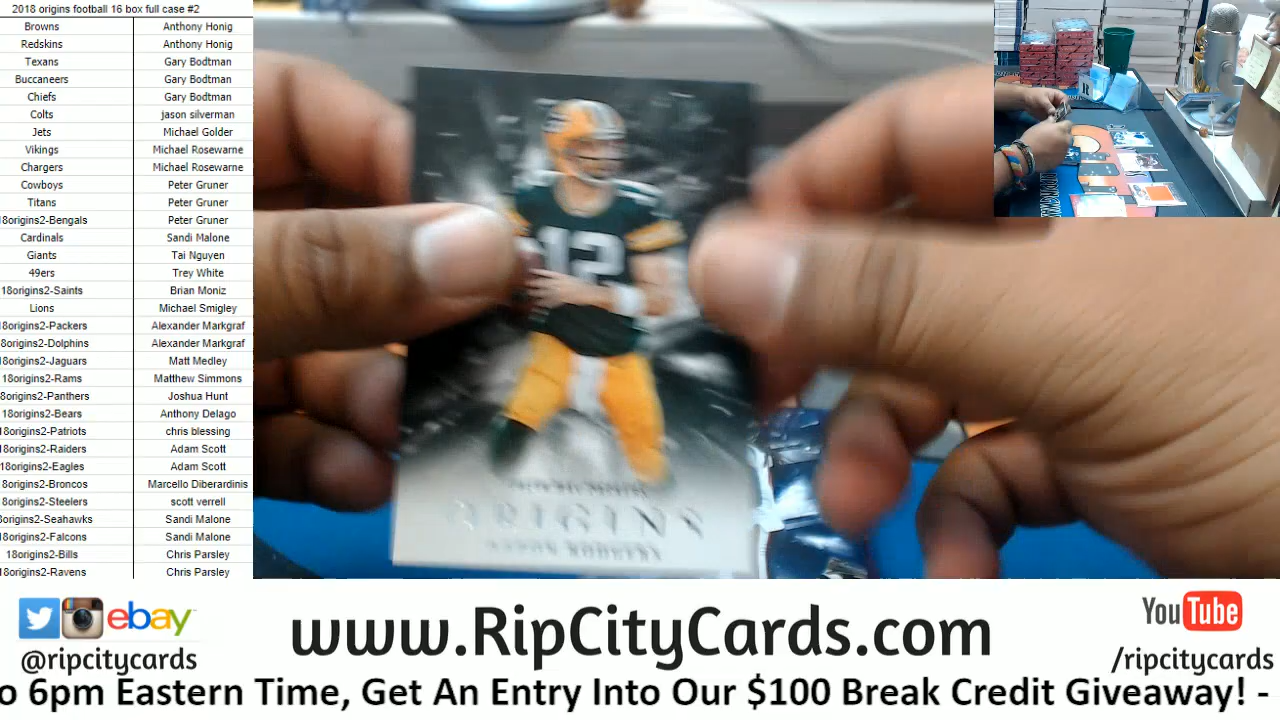 2018 origins football 16 box full case #2
Browns Anthony Honig
Redskins Anthony Honig
Texans Gary Bodtman
Buccaneers Gary Bodtman
Chiefs Gary Bodtman
Colts jason silverman
Jets Michael Golder
Vikings Michael Rosewarne
Chargers Michael Rosewarne
Cowboys Peter Gruner
Titans Peter Gruner
18origins2-Bengals Peter Gruner
Cardinals Sandi Malone
Giants Tai Nguyen
49ers Trey White
18origins2-Saints Brian Moniz
Lions Michael Smigley
8origins2-Packers Alexander Markgraf
8origins2-Dolphins Alexander Markgraf
18origins2-Jaguars Matt Medley
18origins2-Rams Matthew Simmons
8origins2-Panthers Joshua Hunt
18origins2-Bears Anthony Delago
18origins2-Patriots chris blessing
18origins2-Raiders Adam Scott
18origins2-Eagles Adam Scott
8origins2-Broncos Marcello Diberardinis
8origins2-Steelers scott verrell
8origins2-Seahawks Sandi Malone
18origins2-Falcons Sandi Malone
18origins2-Bills Chris Parsley
18origins2-Ravens Chris Parsley
12
ORIGINS
AARON RODGERS
ebay
@ripcitycards
www.RipCityCards.com
YouTube
/ripcitycards
o 6pm Eastern Time, Get An Entry Into Our $100 Break Credit Giveaway! -